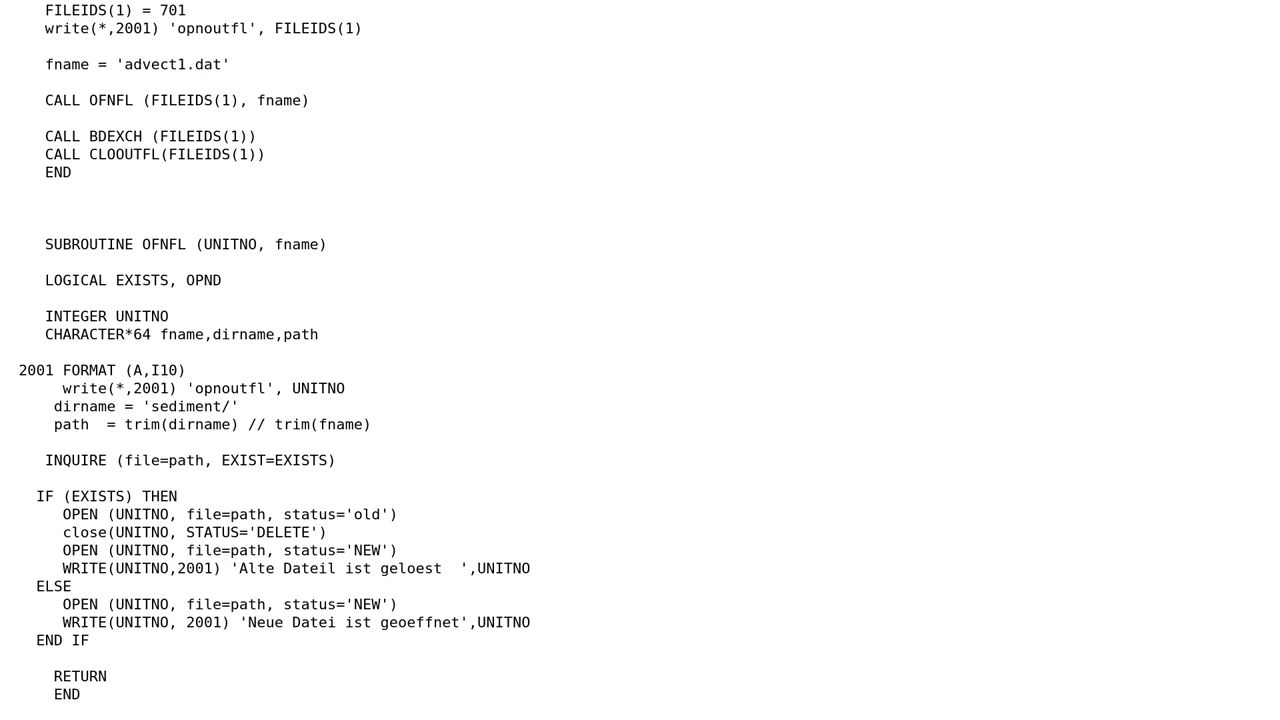 FILEIDS(1) = 701
write(*,2001) 'opnoutfl', FILEIDS(1)
fname = 'advect1.dat'
CALL OFNFL (FILEIDS(1), fname)
CALL BDEXCH (FILEIDS(1))
CALL CLOOUTFL(FILEIDS(1))
END
SUBROUTINE OFNFL (UNITNO, fname)
LOGICAL EXISTS, OPND
INTEGER UNITNO
CHARACTER*64 fname,dirname,path
2001 FORMAT (A,I10)
write(*,2001) 'opnoutfl', UNITNO
dirname = 'sediment/'
path  = trim(dirname) // trim(fname)
INQUIRE (file=path, EXIST=EXISTS)
IF (EXISTS) THEN
OPEN (UNITNO, file=path, status='old')
close(UNITNO, STATUS='DELETE')
OPEN (UNITNO, file=path, status='NEW')
WRITE(UNITNO,2001) 'Alte Dateil ist geloest  ',UNITNO
ELSE
OPEN (UNITNO, file=path, status='NEW')
WRITE(UNITNO, 2001) 'Neue Datei ist geoeffnet',UNITNO
END IF
RETURN
END